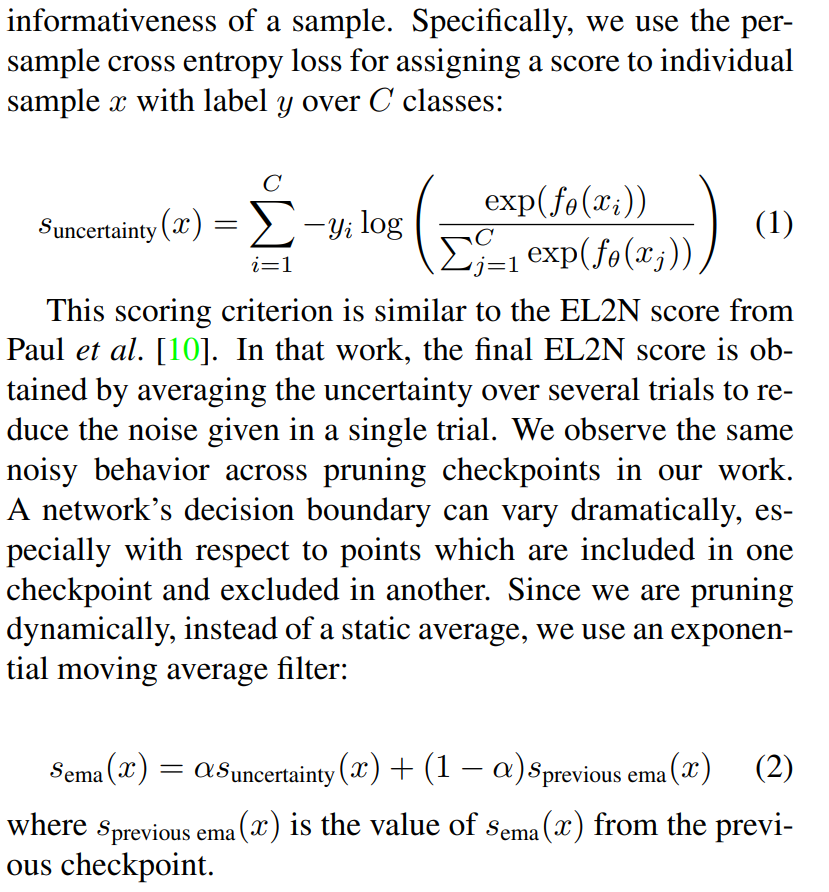 informativeness of a sample. Specifically, we use the per-
sample cross entropy loss for assigning a score to individual
sample x with label y over C classes:
s_uncertainty(x) = \sum_{i=1}^{C} -y_i log ( exp(f_θ(x_i)) / \sum_{j=1}^{C} exp(f_θ(x_j)) ) (1)
This scoring criterion is similar to the EL2N score from
Paul et al. [10]. In that work, the final EL2N score is ob-
tained by averaging the uncertainty over several trials to re-
duce the noise given in a single trial. We observe the same
noisy behavior across pruning checkpoints in our work.
A network's decision boundary can vary dramatically, es-
pecially with respect to points which are included in one
checkpoint and excluded in another. Since we are pruning
dynamically, instead of a static average, we use an exponen-
tial moving average filter:
s_ema(x) = αs_uncertainty(x) + (1 − α)s_previous ema(x) (2)
where s_previous ema(x) is the value of s_ema(x) from the previ-
ous checkpoint.